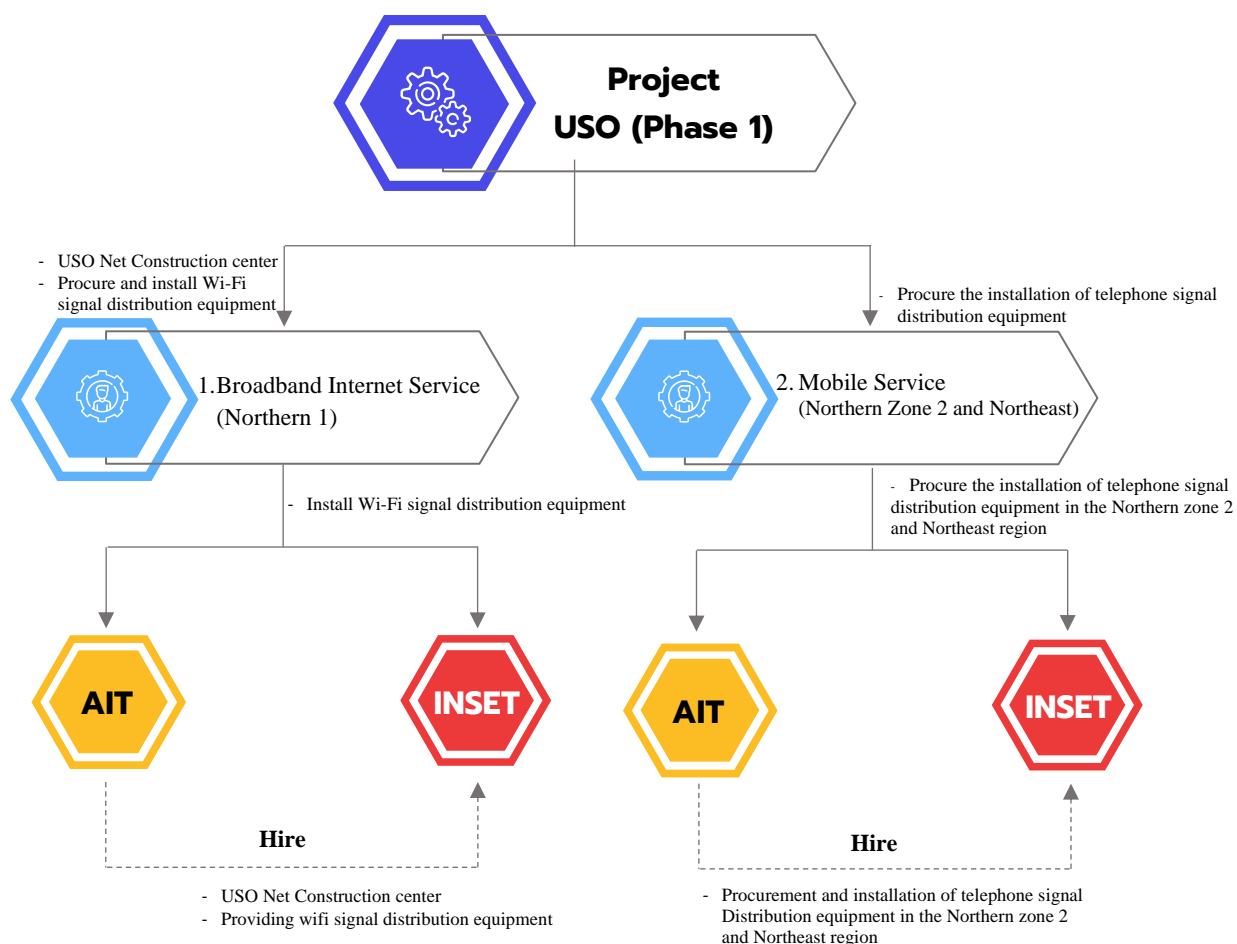 Project
USO (Phase 1)
- USO Net Construction center
- Procure and install Wi-Fi
signal distribution equipment
- Procure the installation of telephone signal
distribution equipment
1.Broadband Internet Service
(Northern 1)
2. Mobile Service
(Northern Zone 2 and Northeast)
- Install Wi-Fi signal distribution equipment
- Procure the installation of telephone signal
distribution equipment in the Northern zone 2
and Northeast region
AIT
INSET
AIT
INSET
Hire
Hire
- USO Net Construction center
- Providing wifi signal distribution equipment
- Procurement and installation of telephone signal
Distribution equipment in the Northern zone 2
and Northeast region